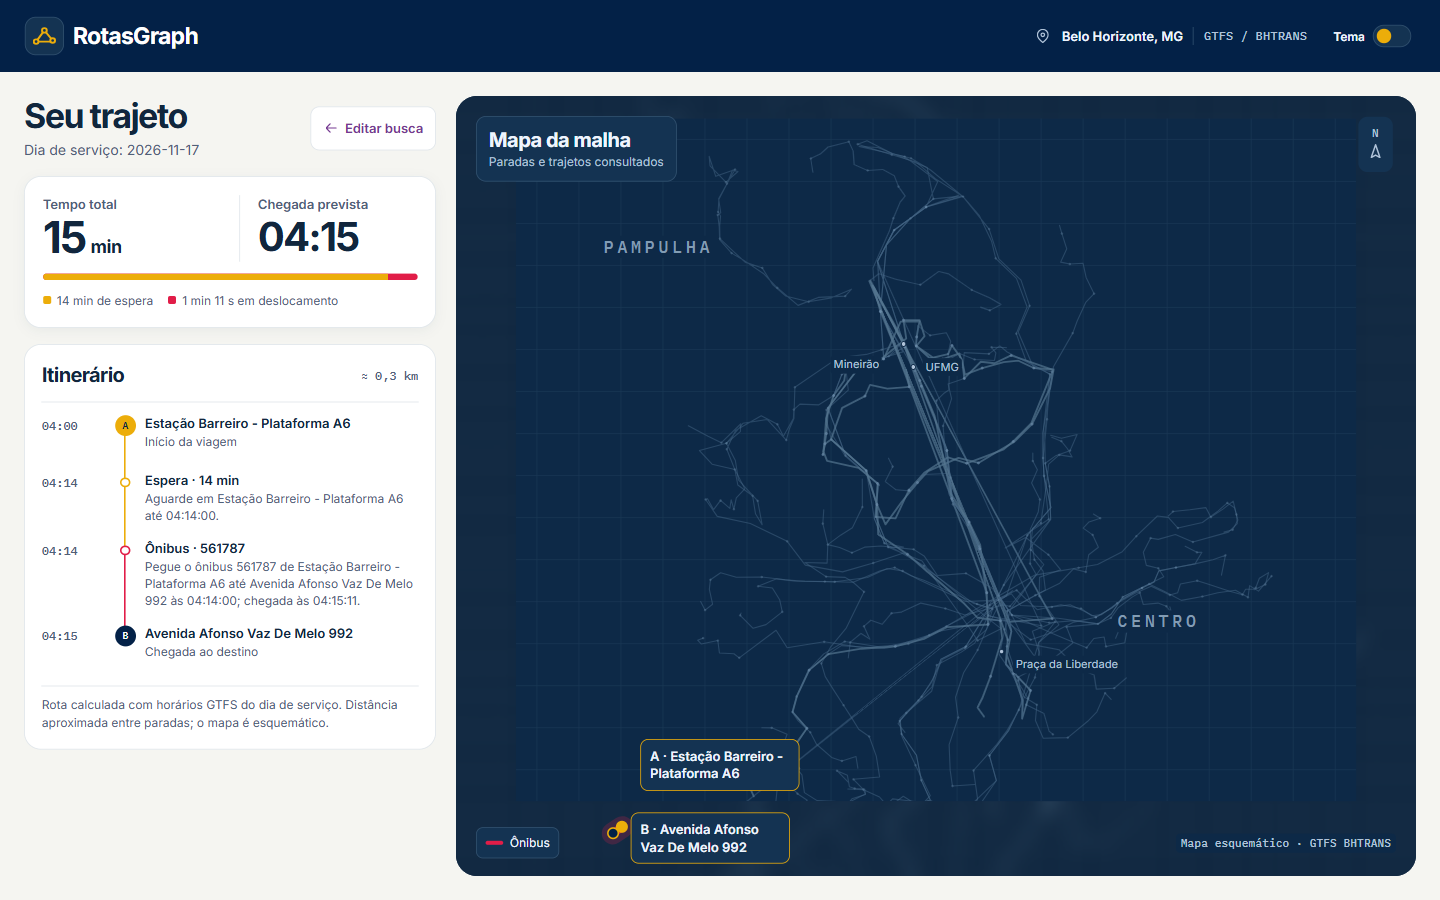 RotasGraph
Belo Horizonte, MG
GTFS / BHTRANS
Tema
Seu trajeto
Dia de serviço: 2026-11-17
← Editar busca
Tempo total
15 min
Chegada prevista
04:15
14 min de espera
1 min 11 s em deslocamento
Itinerário
≈ 0,3 km
04:00
A
Estação Barreiro - Plataforma A6
Início da viagem
04:14
Espera · 14 min
Aguarde em Estação Barreiro - Plataforma A6
até 04:14:00.
04:14
Ônibus · 561787
Pegue o ônibus 561787 de Estação Barreiro -
Plataforma A6 até Avenida Afonso Vaz De Melo
992 às 04:14:00; chegada às 04:15:11.
04:15
B
Avenida Afonso Vaz De Melo 992
Chegada ao destino
Rota calculada com horários GTFS do dia de serviço. Distância
aproximada entre paradas; o mapa é esquemático.
Mapa da malha
Paradas e trajetos consultados
N
PAMPULHA
Mineirão
UFMG
CENTRO
Praça da Liberdade
A · Estação Barreiro -
Plataforma A6
B · Avenida Afonso
Vaz De Melo 992
Ônibus
Mapa esquemático · GTFS BHTRANS